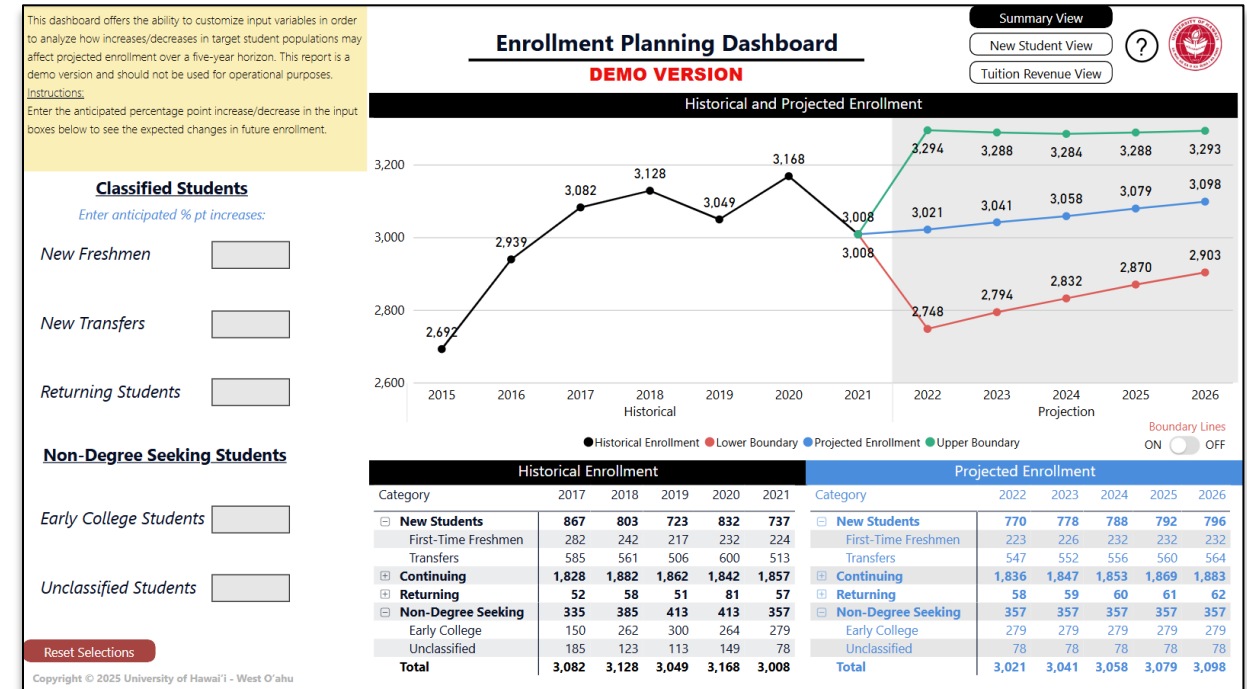 This dashboard offers the ability to customize input variables in order
to analyze how increases/decreases in target student populations may
affect projected enrollment over a five-year horizon. This report is a
demo version and should not be used for operational purposes.
Instructions:
Enter the anticipated percentage point increase/decrease in the input
boxes below to see the expected changes in future enrollment.
Enrollment Planning Dashboard
DEMO VERSION
Summary View
New Student View
Tuition Revenue View
?
Classified Students
Enter anticipated % pt increases:
New Freshmen
New Transfers
Returning Students
Non-Degree Seeking Students
Early College Students
Unclassified Students
Reset Selections
Copyright © 2025 University of Hawai'i - West O'ahu
Historical and Projected Enrollment
3,294 3,288 3,284 3,288 3,293
3,200
3,168
3,128
3,082
3,049
3,008
3,021 3,041 3,058 3,079 3,098
3,000
2,939
3,008
2,903
2,870
2,832
2,794
2,748
2,800
2,692
2,600
2015 2016 2017 2018 2019 2020 2021 2022 2023 2024 2025 2026
Historical Projection
Boundary Lines
ON OFF
Historical Enrollment Lower Boundary Projected Enrollment Upper Boundary
Historical Enrollment
Category 2017 2018 2019 2020 2021
New Students 867 803 723 832 737
First-Time Freshmen 282 242 217 232 224
Transfers 585 561 506 600 513
Continuing 1,828 1,882 1,862 1,842 1,857
Returning 52 58 51 81 57
Non-Degree Seeking 335 385 413 413 357
Early College 150 262 300 264 279
Unclassified 185 123 113 149 78
Total 3,082 3,128 3,049 3,168 3,008
Projected Enrollment
Category 2022 2023 2024 2025 2026
New Students 770 778 788 792 796
First-Time Freshmen 223 226 232 232 232
Transfers 547 552 556 560 564
Continuing 1,836 1,847 1,853 1,869 1,883
Returning 58 59 60 61 62
Non-Degree Seeking 357 357 357 357 357
Early College 279 279 279 279 279
Unclassified 78 78 78 78 78
Total 3,021 3,041 3,058 3,079 3,098